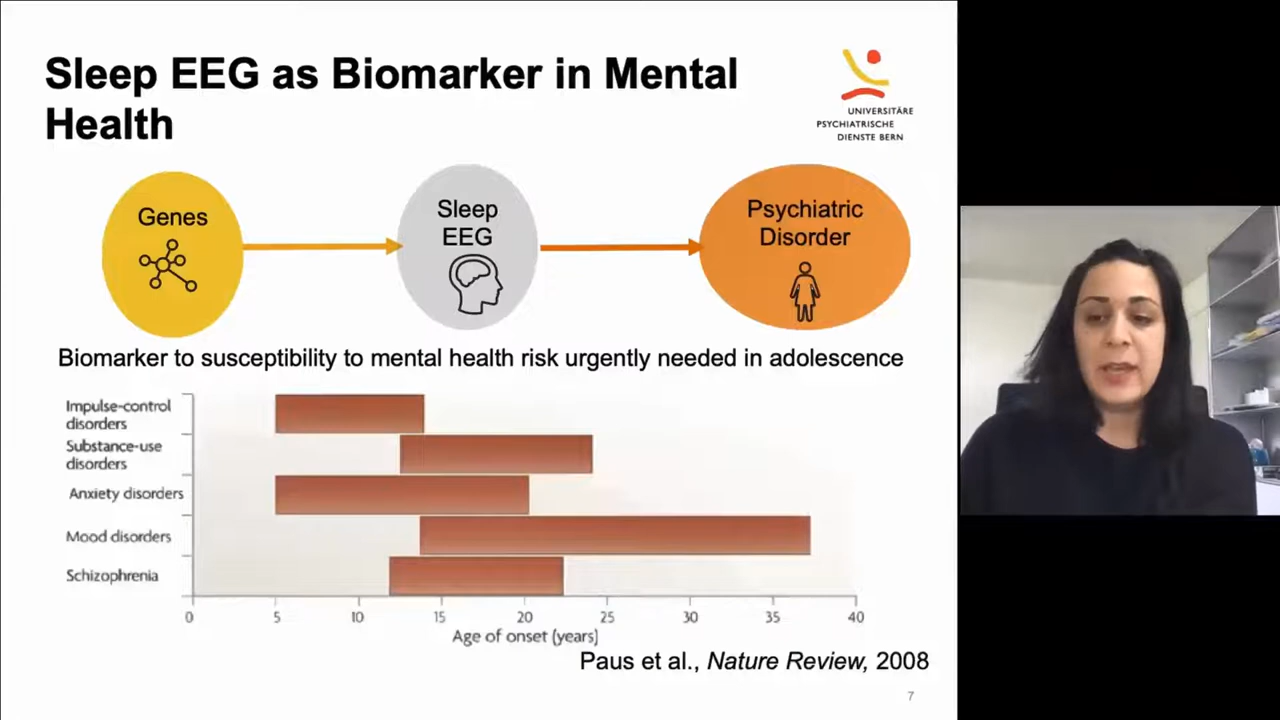 Sleep EEG as Biomarker in Mental
Health
UNIVERSITÄRE
PSYCHIATRISCHE
DIENSTE BERN
Genes
Sleep
EEG
Psychiatric
Disorder
Biomarker to susceptibility to mental health risk urgently needed in adolescence
Impulse-control
disorders
Substance-use
disorders
Anxiety disorders
Mood disorders
Schizophrenia
0 5 10 15 20 25 30 35 40
Age of onset (years)
Paus et al., Nature Review, 2008
7